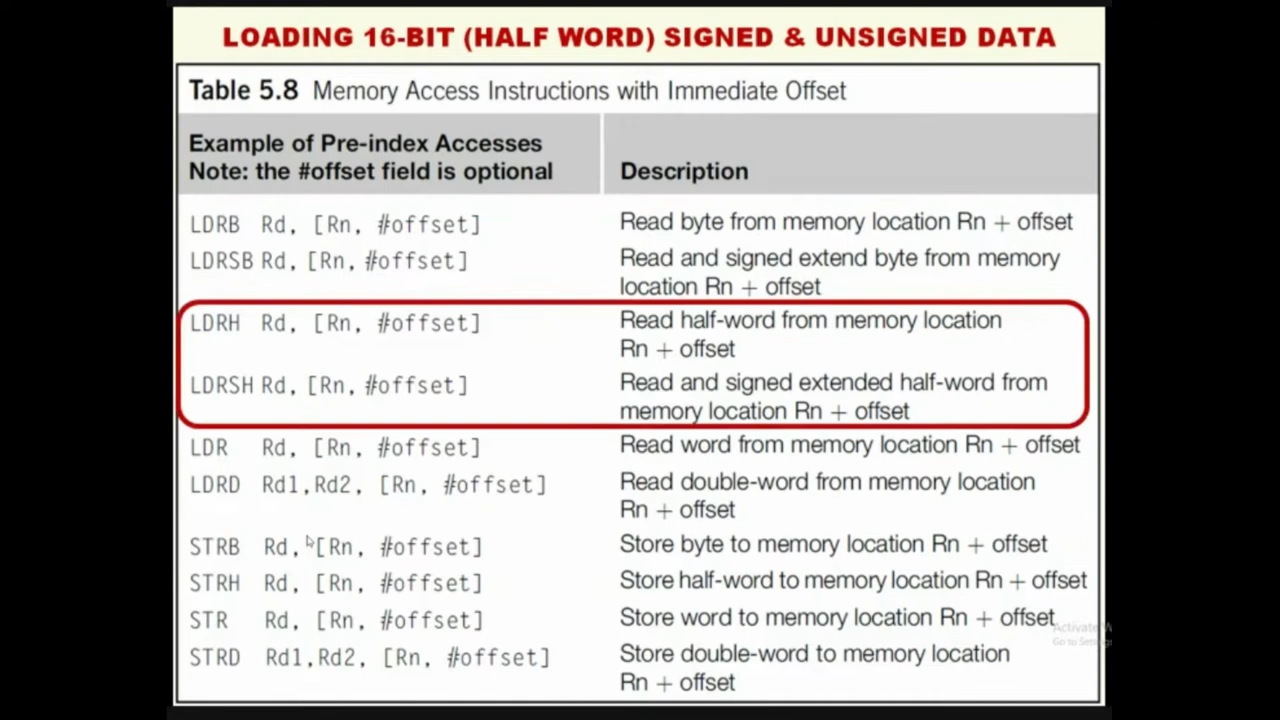 LOADING 16-BIT (HALF WORD) SIGNED & UNSIGNED DATA
Table 5.8 Memory Access Instructions with Immediate Offset
Example of Pre-index Accesses
Note: the #offset field is optional
Description
LDRB Rd, [Rn, #offset]
Read byte from memory location Rn + offset
LDRSB Rd, [Rn, #offset]
Read and signed extend byte from memory
location Rn + offset
LDRH Rd, [Rn, #offset]
Read half-word from memory location
Rn + offset
LDRSH Rd, [Rn, #offset]
Read and signed extended half-word from
memory location Rn + offset
LDR Rd, [Rn, #offset]
Read word from memory location Rn + offset
LDRD Rd1,Rd2, [Rn, #offset]
Read double-word from memory location
Rn + offset
STRB Rd, [Rn, #offset]
Store byte to memory location Rn + offset
STRH Rd, [Rn, #offset]
Store half-word to memory location Rn + offset
STR Rd, [Rn, #offset]
Store word to memory location Rn + offset
STRD Rd1,Rd2, [Rn, #offset]
Store double-word to memory location
Rn + offset
Activate W
Go to Setting